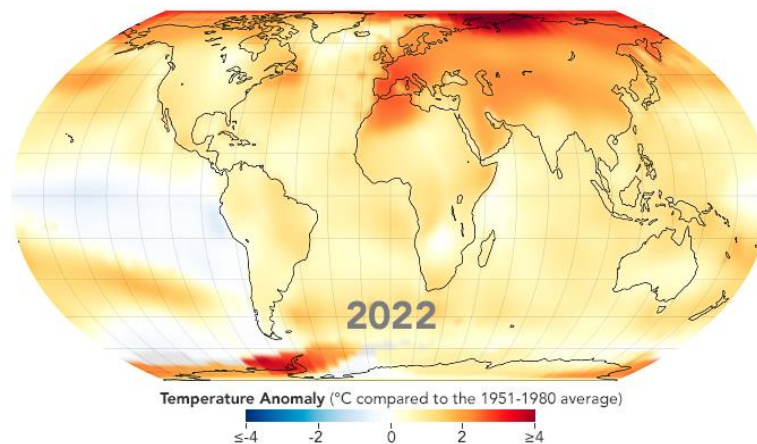 2022
Temperature Anomaly (°C compared to the 1951-1980 average)
≤-4 -2 0 2 ≥4